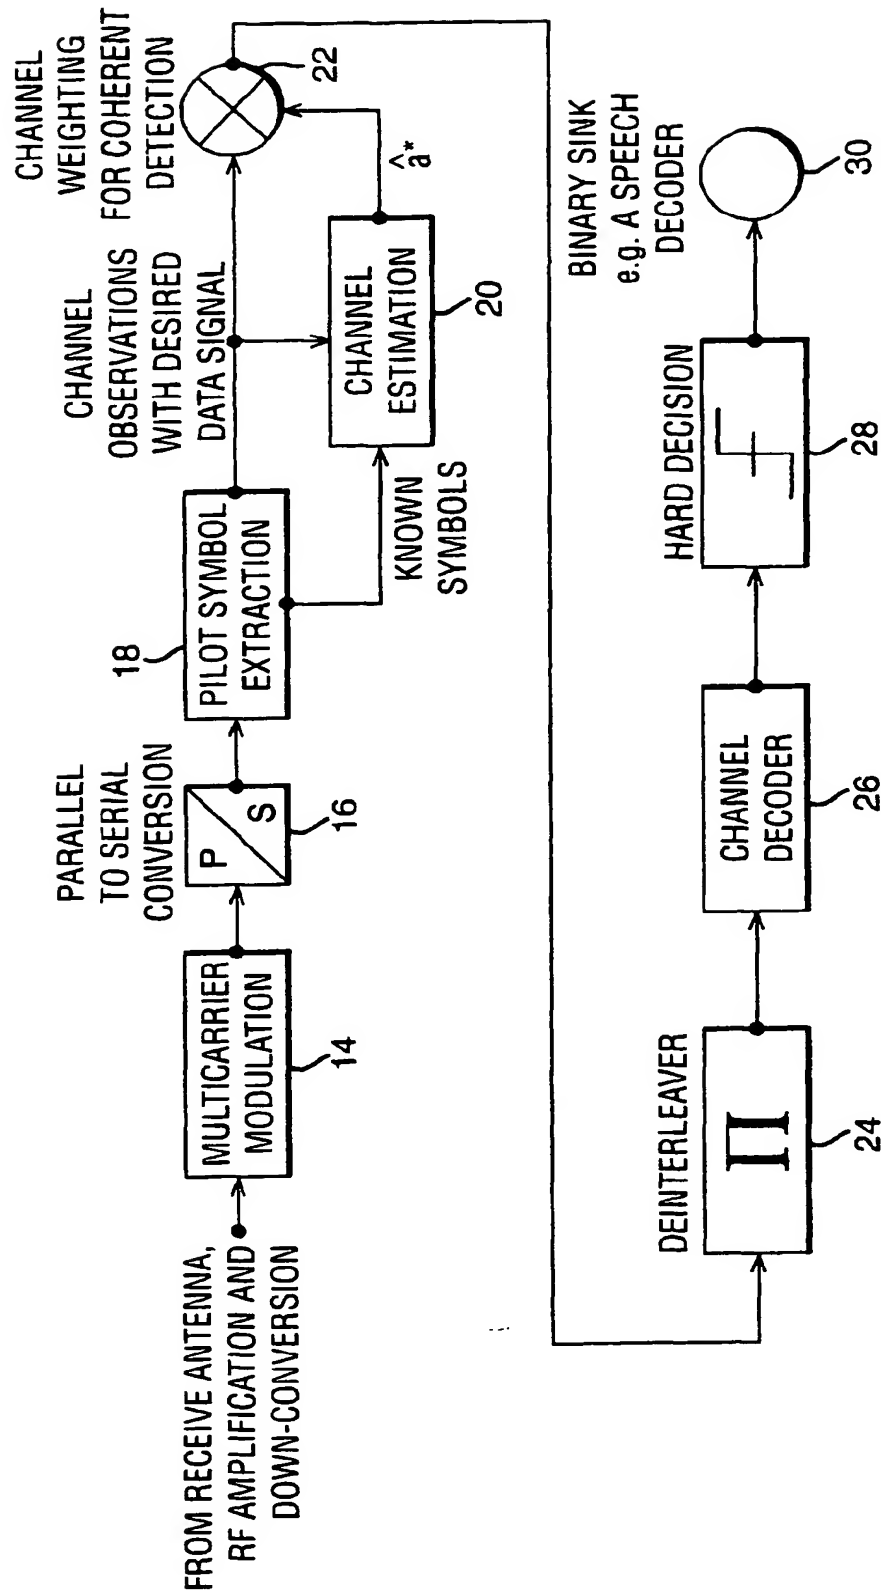 FROM RECEIVE ANTENNA,
RF AMPLIFICATION AND
DOWN-CONVERSION
MULTICARRIER
MODULATION
14
PARALLEL
TO SERIAL
CONVERSION
P
S
16
18
PILOT SYMBOL
EXTRACTION
KNOWN
SYMBOLS
CHANNEL
OBSERVATIONS
WITH DESIRED
DATA SIGNAL
CHANNEL
ESTIMATION
20
â*
CHANNEL
WEIGHTING
FOR COHERENT
DETECTION
22
DEINTERLEAVER
Π
24
CHANNEL
DECODER
26
HARD DECISION
28
BINARY SINK
e.g. A SPEECH
DECODER
30